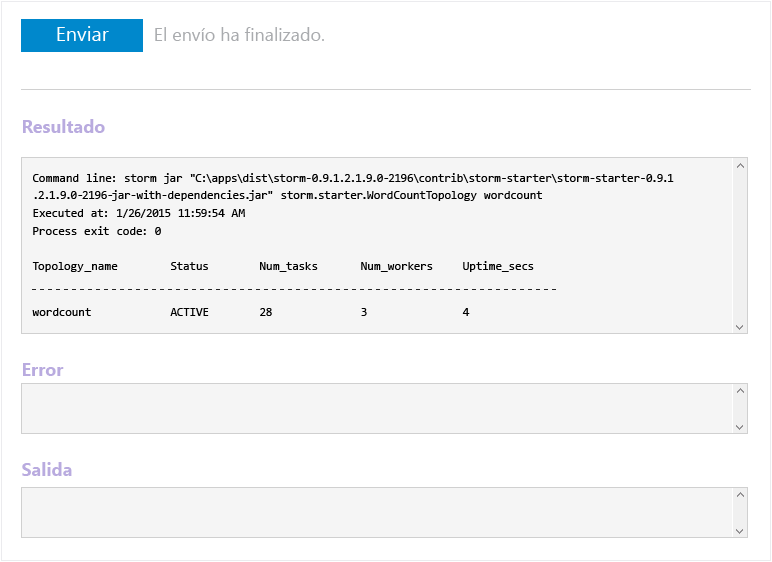 Enviar El envío ha finalizado.
Resultado
Command line: storm jar "C:\apps\dist\storm-0.9.1.2.1.9.0-2196\contrib\storm-starter\storm-starter-0.9.1
.2.1.9.0-2196-jar-with-dependencies.jar" storm.starter.WordCountTopology wordcount
Executed at: 1/26/2015 11:59:54 AM
Process exit code: 0
Topology_name Status Num_tasks Num_workers Uptime_secs
----------------------------------------------------------------------
wordcount ACTIVE 28 3 4
Error
Salida